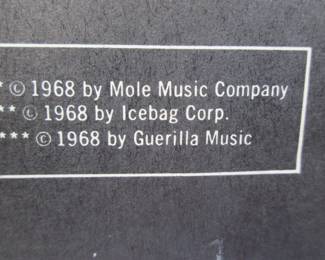 * © 1968 by Mole Music Company
** © 1968 by Icebag Corp.
*** © 1968 by Guerilla Music